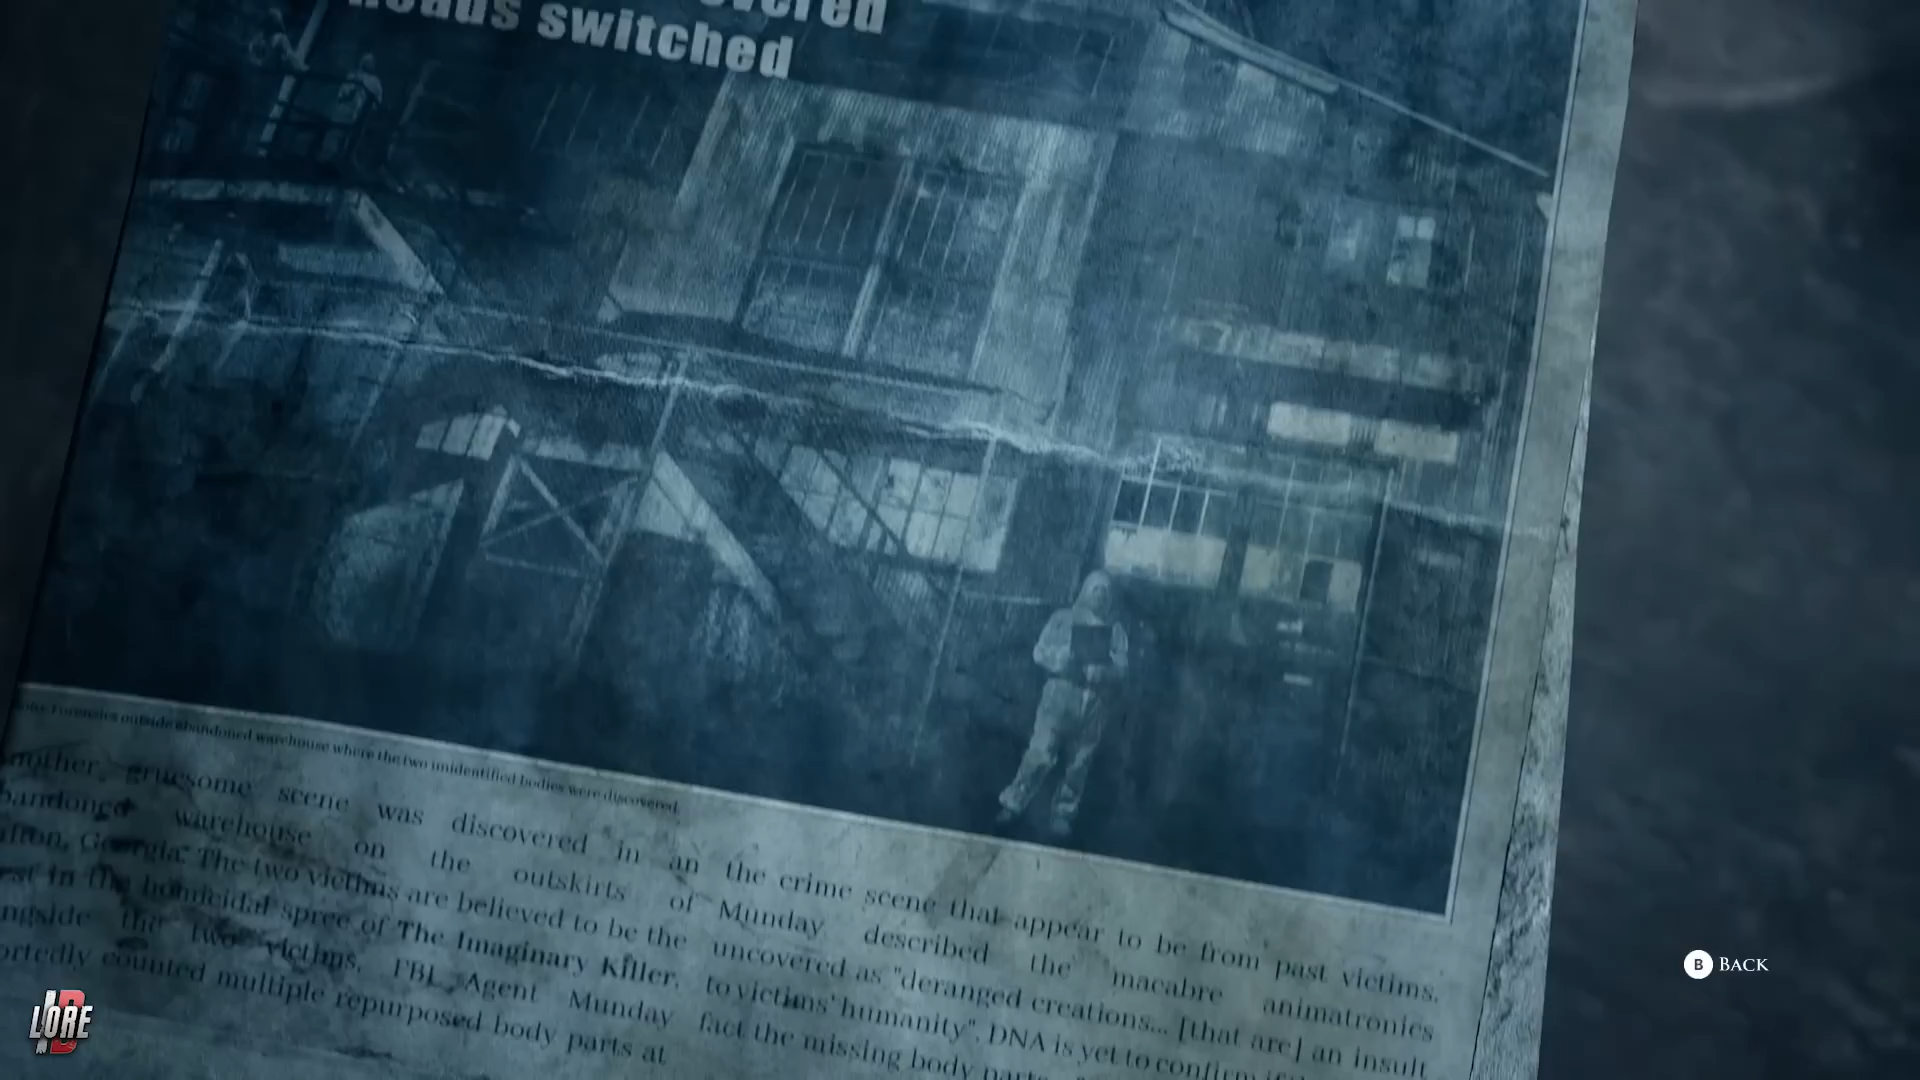 switched
outside abandoned warehouse where the two unidentified bodies were discovered.
gruesome scene was discovered in an
warehouse on the outskirts of
Georgia. The two victims are believed to be the
in the homicidal spree of The Imaginary Killer.
the two victims, FBI Agent Munday
counted multiple repurposed body parts at
the crime scene that appear to be from past victims.
Munday described the macabre animatronics
uncovered as "deranged creations... [that are] an insult
to victims' humanity". DNA is yet to confirm
fact the missing body
B BACK
LORE